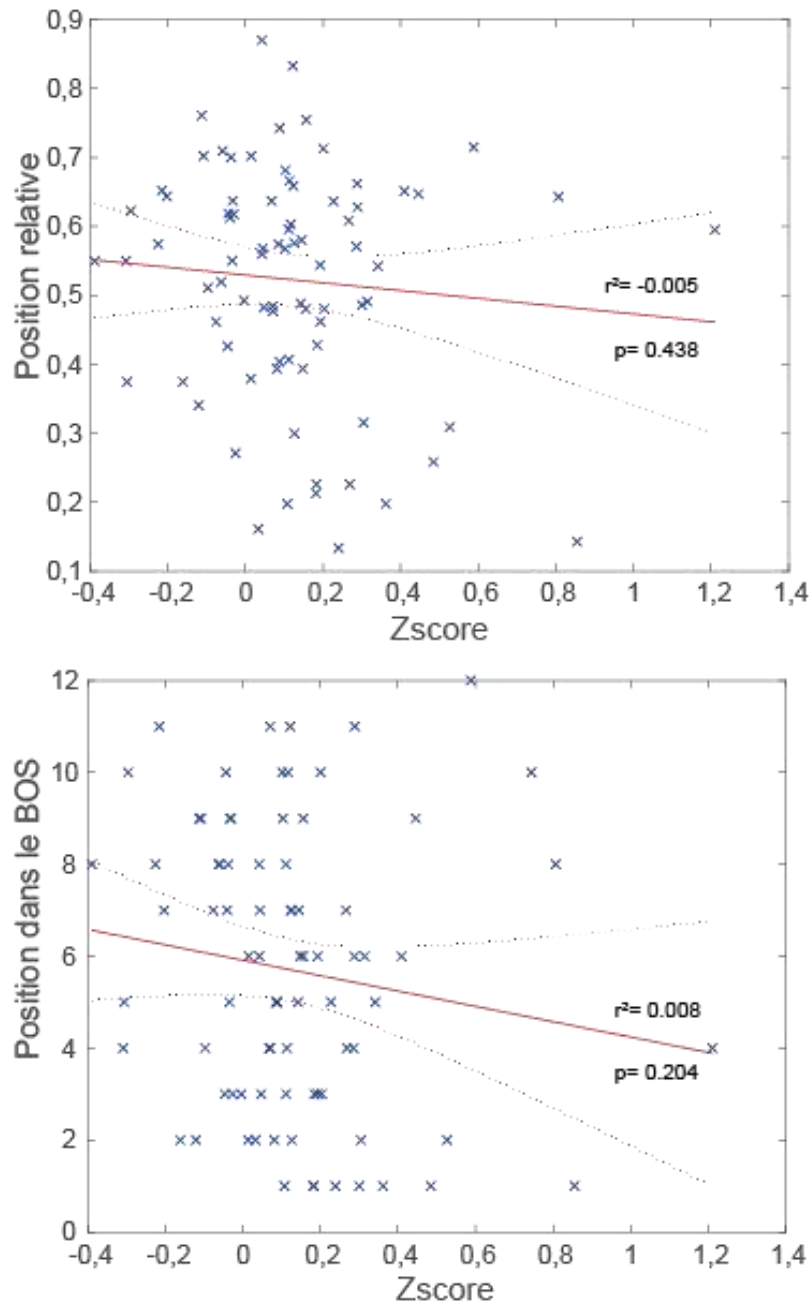 0,9
0,8
0,7
0,6
0,5
0,4
0,3
0,2
0,1
Position relative
r²= -0.005
p= 0.438
-0,4 -0,2 0 0,2 0,4 0,6 0,8 1 1,2 1,4
Zscore
12
10
8
6
4
2
0
Position dans le BOS
r²= 0.008
p= 0.204
-0,4 -0,2 0 0,2 0,4 0,6 0,8 1 1,2 1,4
Zscore